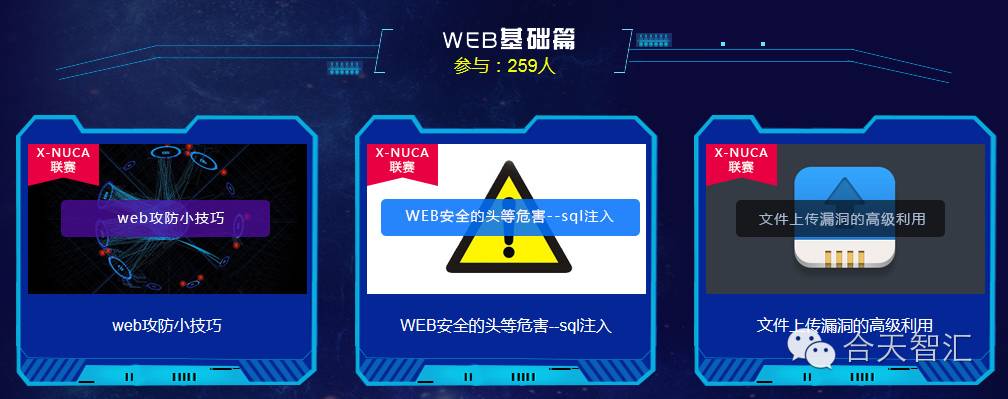 WEB基础篇
参与：259人
X-NUCA
联赛
web攻防小技巧
web攻防小技巧
X-NUCA
联赛
WEB安全的头等危害--sql注入
WEB安全的头等危害--sql注入
X-NUCA
联赛
文件上传漏洞的高级利用
文件上传漏洞的高级利用
合天智汇